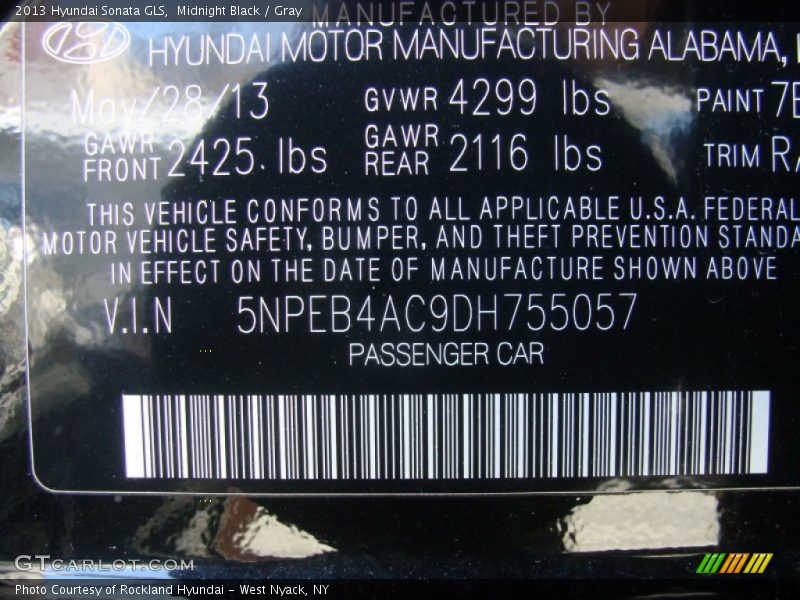 2013 Hyundai Sonata GLS, Midnight Black / Gray
MANUFACTURED BY
HYUNDAI MOTOR MANUFACTURING ALABAMA,
May/28/13 GVWR 4299 lbs PAINT
GAWR FRONT 2425 lbs GAWR REAR 2116 lbs TRIM
THIS VEHICLE CONFORMS TO ALL APPLICABLE U.S.A. FEDERAL
MOTOR VEHICLE SAFETY, BUMPER, AND THEFT PREVENTION STANDA
IN EFFECT ON THE DATE OF MANUFACTURE SHOWN ABOVE
V.I.N 5NPEB4AC9DH755057
PASSENGER CAR
GTcarlot.com
Photo Courtesy of Rockland Hyundai - West Nyack, NY